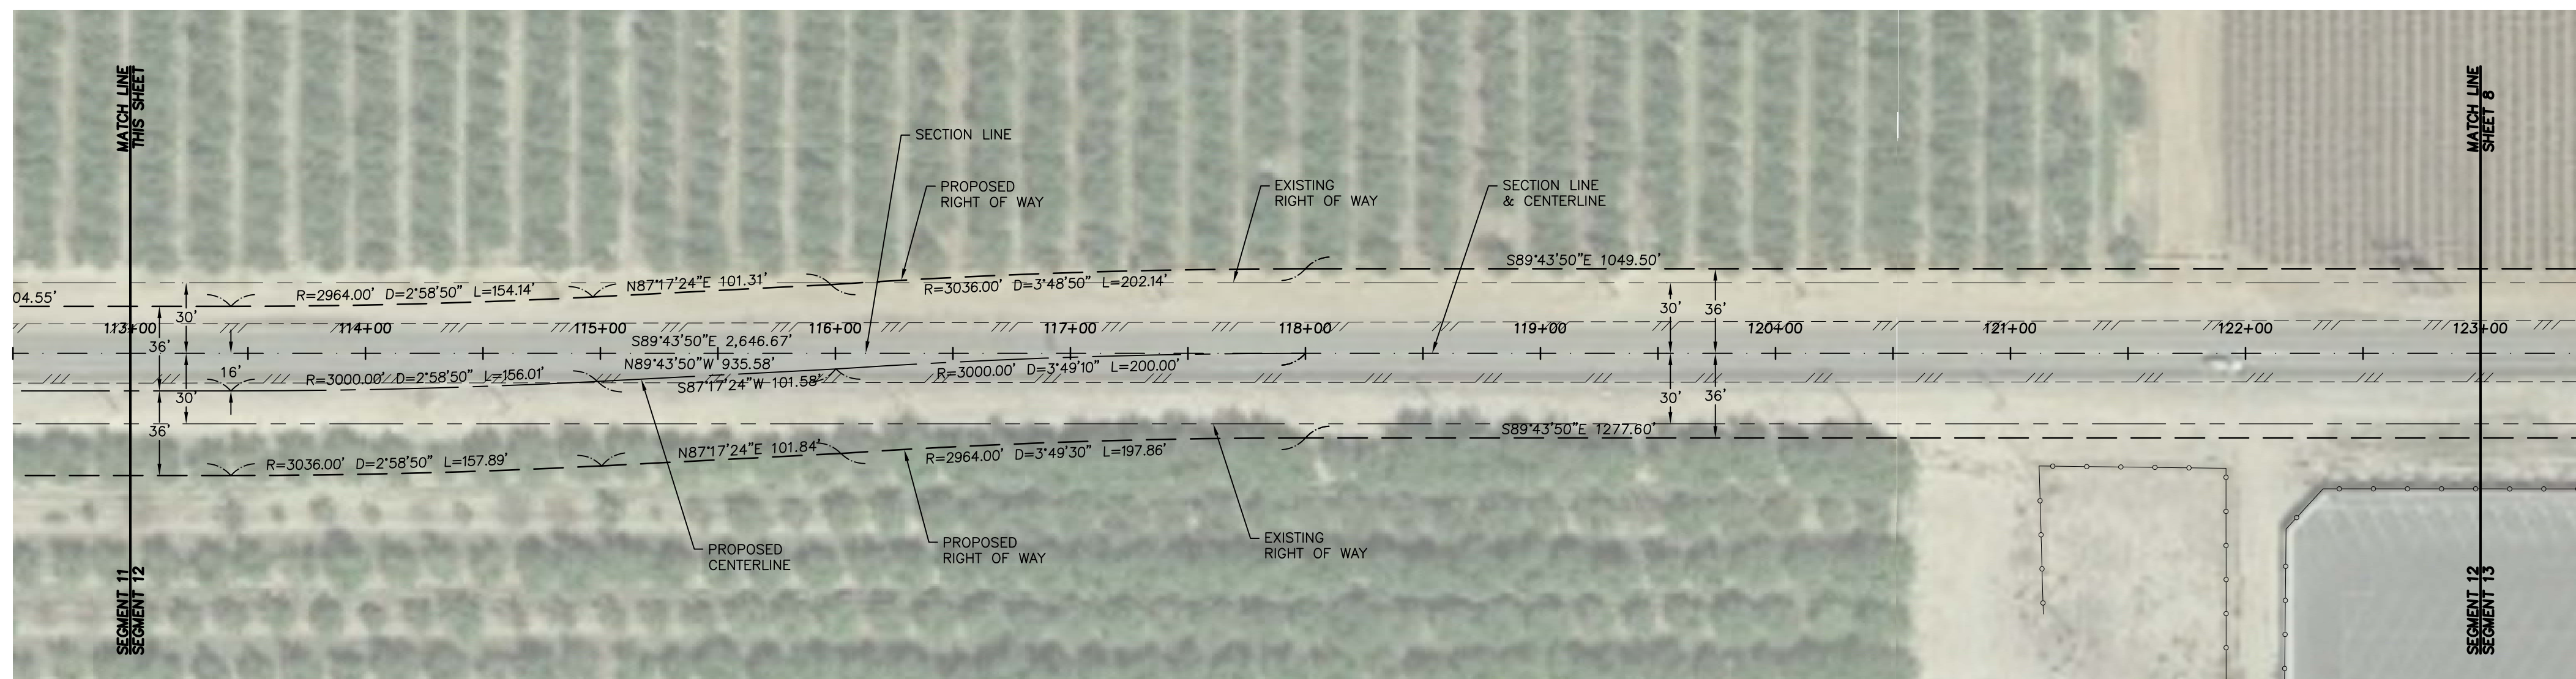 MATCH LINE
THIS SHEET
MATCH LINE
SHEET 8
SECTION LINE
PROPOSED
RIGHT OF WAY
EXISTING
RIGHT OF WAY
SECTION LINE
& CENTERLINE
S89°43'50"E 1049.50'
04.55'
R=2964.00' D=2°58'50" L=154.14'
N87°17'24"E 101.31'
R=3036.00' D=3°48'50" L=202.14'
30'
30'
36'
113+00
114+00
115+00
116+00
117+00
118+00
119+00
120+00
121+00
122+00
123+00
36'
S89°43'50"E 2,646.67'
N89°43'50"W 935.58'
16'
R=3000.00' D=2°58'50" L=156.01'
S87°17'24"W 101.58'
R=3000.00' D=3°49'10" L=200.00'
30'
30'
36'
36'
S89°43'50"E 1277.60'
R=3036.00' D=2°58'50" L=157.89'
N87°17'24"E 101.84'
R=2964.00' D=3°49'30" L=197.86'
PROPOSED
CENTERLINE
PROPOSED
RIGHT OF WAY
EXISTING
RIGHT OF WAY
SEGMENT 11
SEGMENT 12
SEGMENT 12
SEGMENT 13